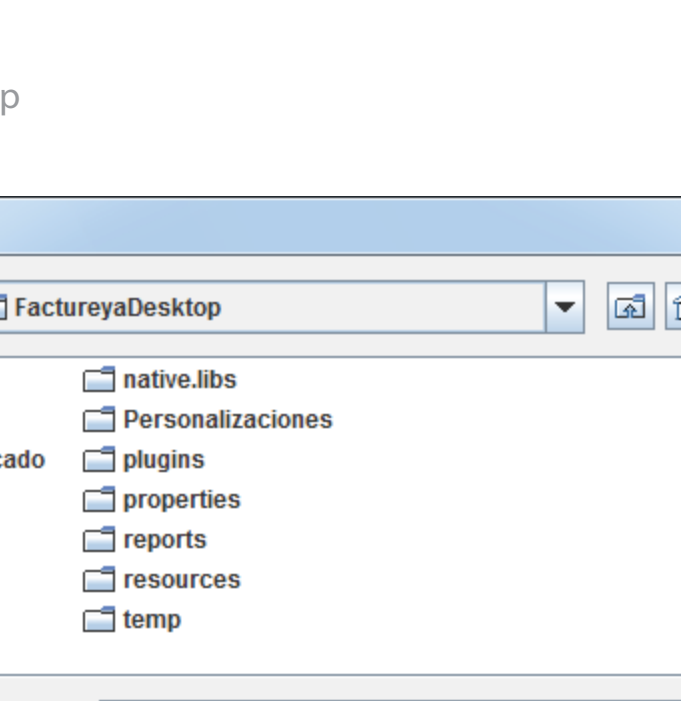 p
FactureyaDesktop
native.libs
Personalizaciones
cado plugins
properties
reports
resources
temp